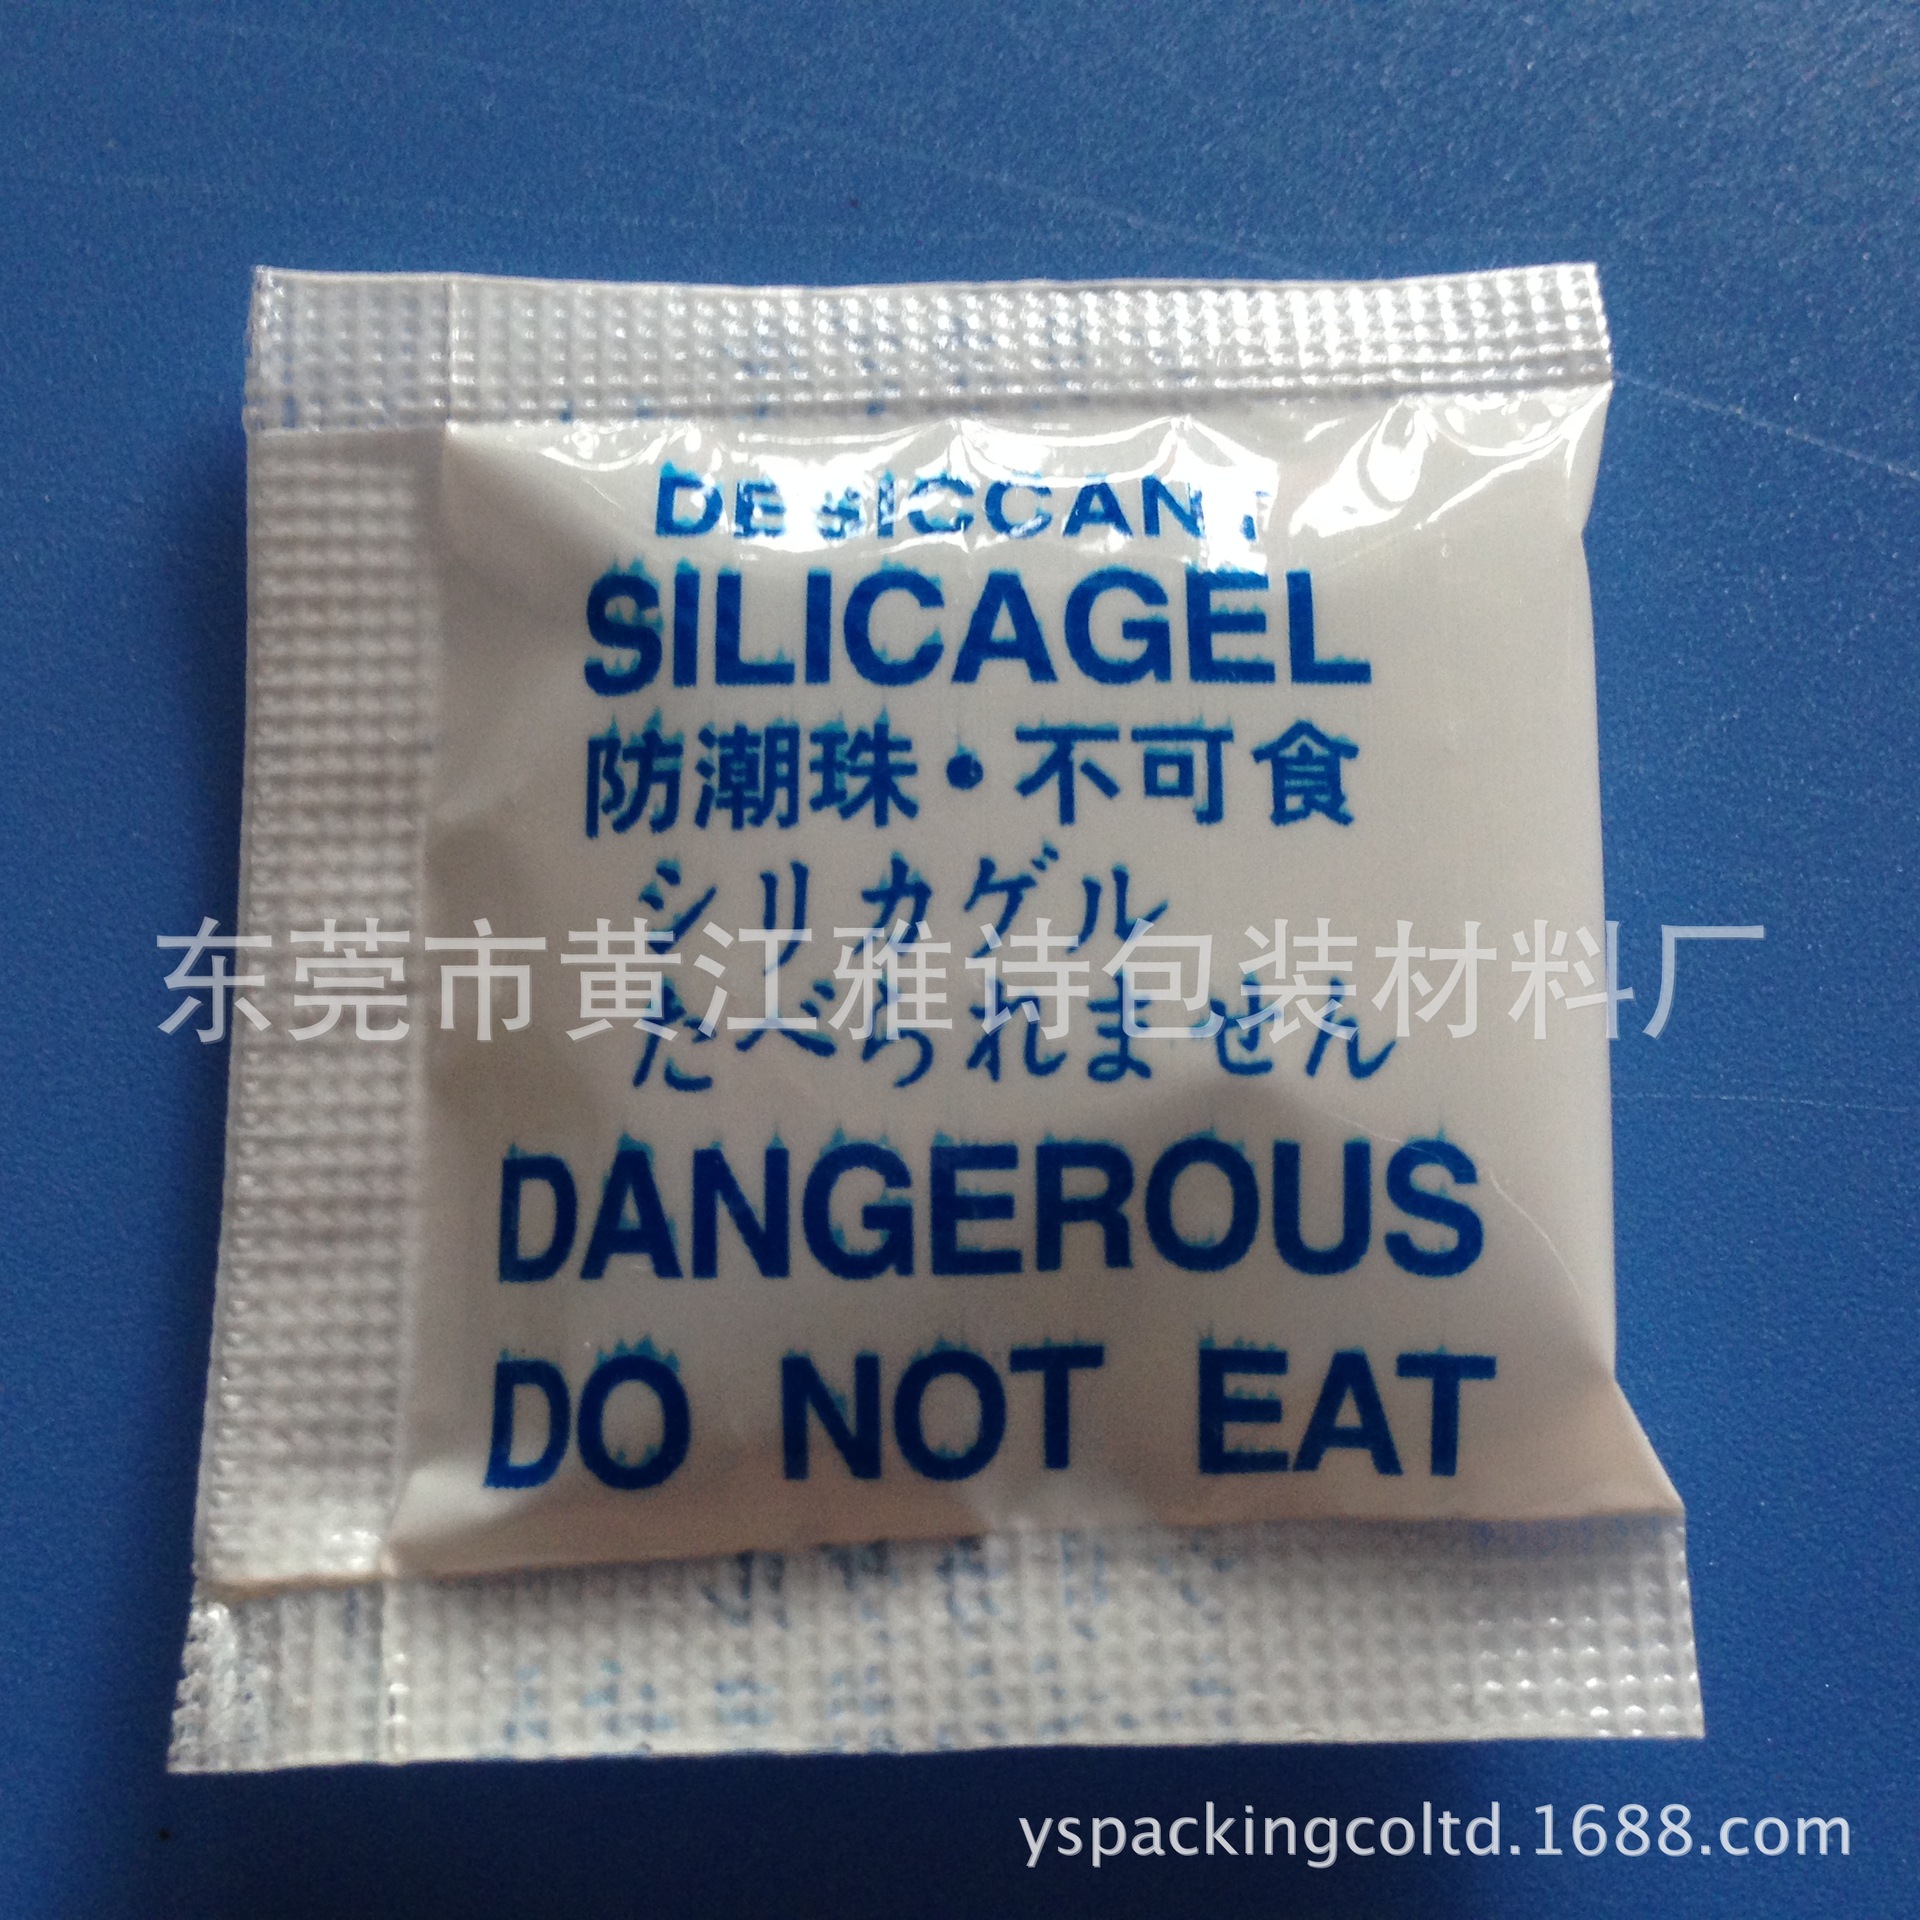 DESICCANT
SILICAGEL
防潮珠・不可食
シリカゲル
东莞市黄江雅诗包装材料厂
たべられません
DANGEROUS
DO NOT EAT
yspackingcoltd.1688.com